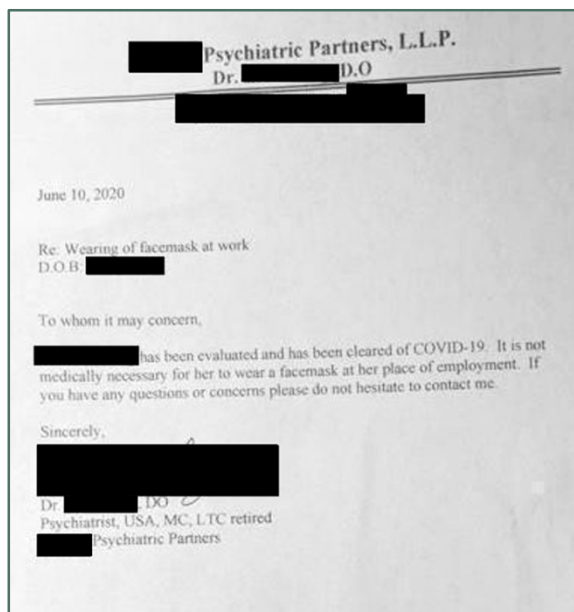 Psychiatric Partners, L.L.P.
Dr. D.O
June 10, 2020
Re: Wearing of facemask at work
D.O.B:
To whom it may concern,
has been evaluated and has been cleared of COVID-19. It is not
medically necessary for her to wear a facemask at her place of employment. If
you have any questions or concerns please do not hesitate to contact me.
Sincerely,
Dr. , DO
Psychiatrist, USA, MC, LTC retired
Psychiatric Partners